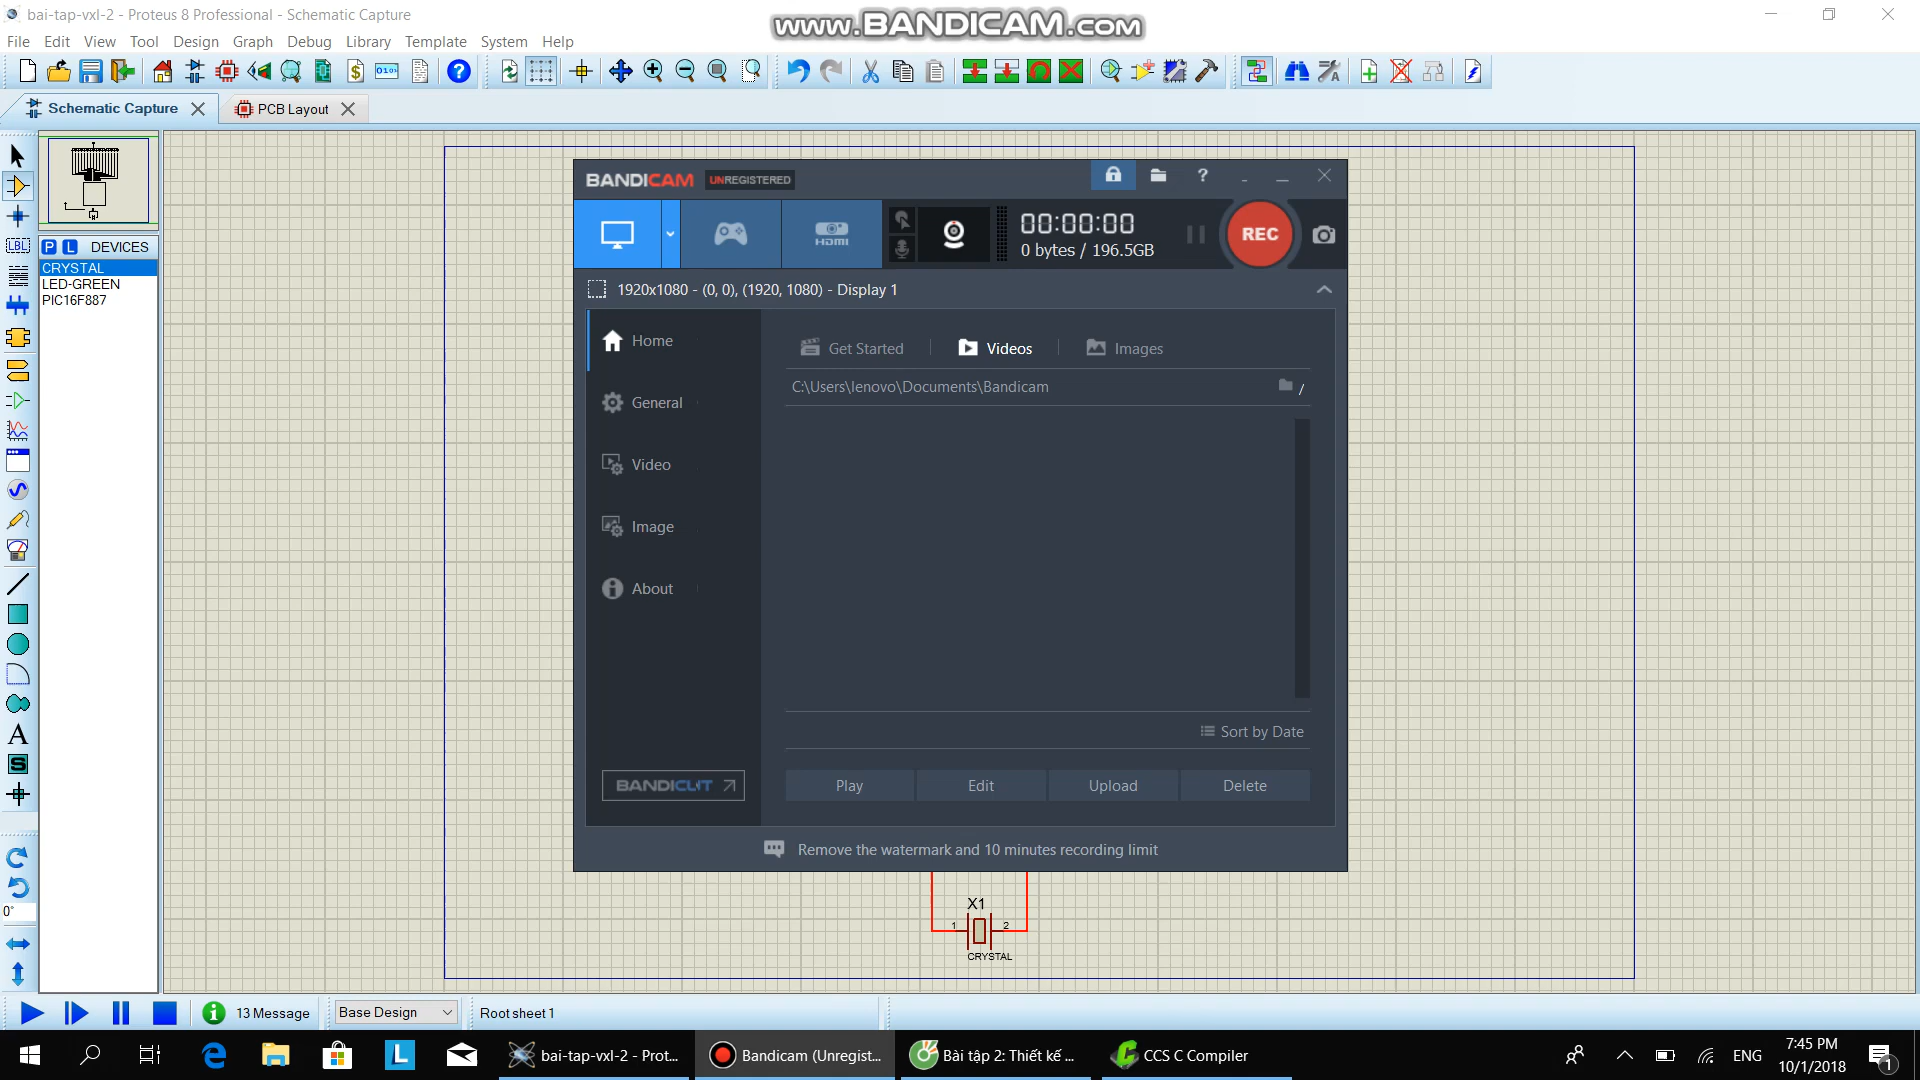 bai-tap-vxl-2 - Proteus 8 Professional - Schematic Capture
www.BANDICAM.com
File Edit View Tool Design Graph Debug Library Template System Help
Schematic Capture
PCB Layout
P L DEVICES
CRYSTAL
LED-GREEN
PIC16F887
LBL
A
S
0°
BANDICAM UNREGISTERED
HDMI
00:00:00
0 bytes / 196.5GB
REC
1920x1080 - (0, 0), (1920, 1080) - Display 1
Home
General
Video
Image
About
Get Started
Videos
Images
C:\Users\lenovo\Documents\Bandicam
Sort by Date
BANDICUT
Play
Edit
Upload
Delete
Remove the watermark and 10 minutes recording limit
X1
1
2
CRYSTAL
13 Message
Base Design
Root sheet 1
bai-tap-vxl-2 - Prot...
Bandicam (Unregist...
Bài tập 2: Thiết kế ...
CCS C Compiler
ENG
7:45 PM
10/1/2018
1